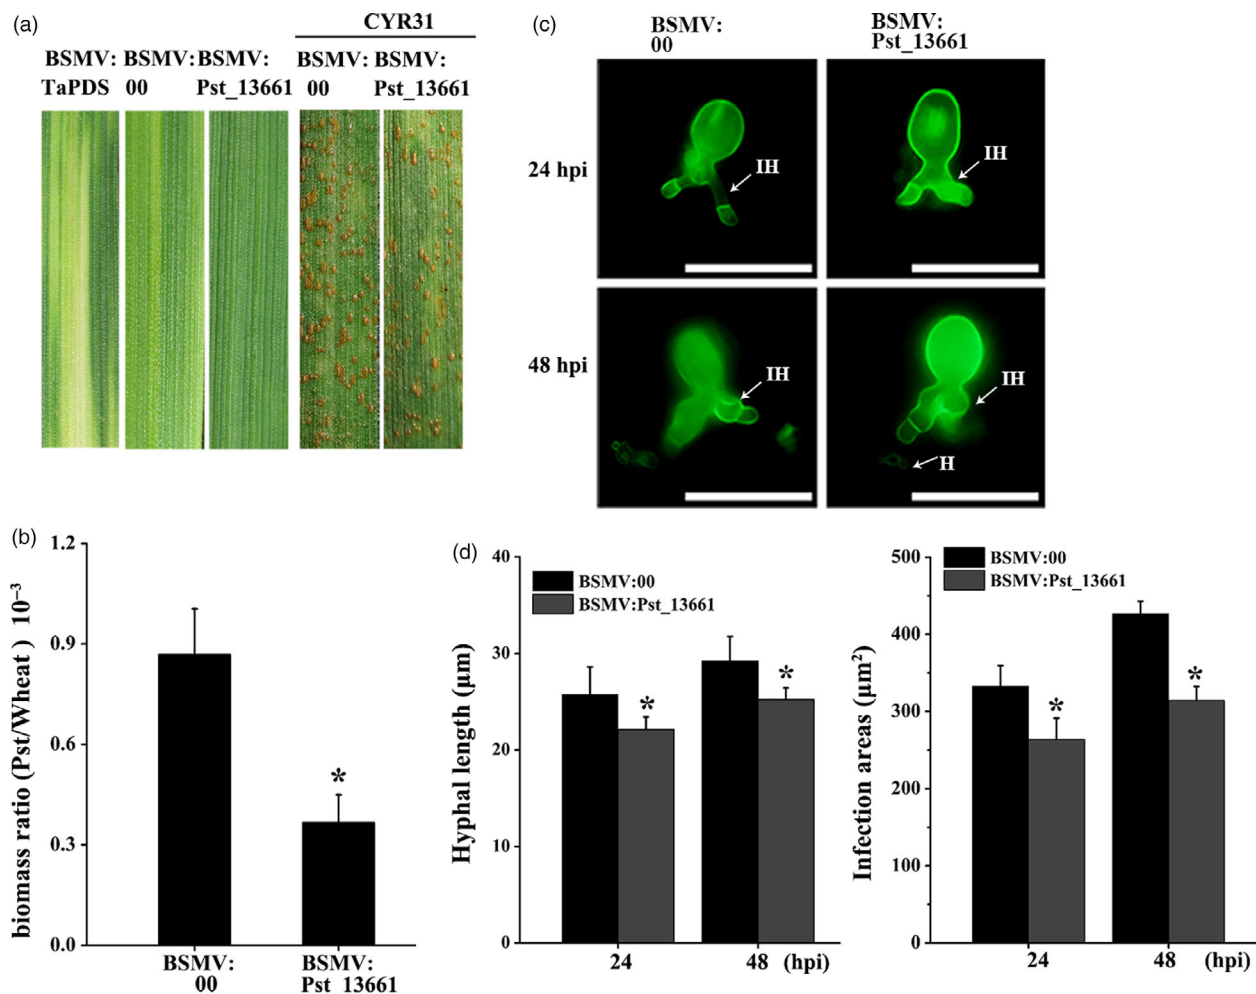 (a)
CYR31
BSMV: BSMV: BSMV: BSMV: BSMV:
TaPDS 00 Pst_13661 00 Pst_13661
(c)
BSMV: BSMV:
00 Pst_13661
24 hpi
IH
IH
48 hpi
IH
IH
H
(b)
biomass ratio (Pst/Wheat ) 10⁻³
1.2
0.9
0.6
0.3
0.0
*
BSMV: BSMV:
00 Pst_13661
(d)
Hyphal length (μm)
40
30
20
10
0
BSMV:00
BSMV:Pst_13661
* *
24 48 (hpi)
Infection areas (μm²)
500
400
300
200
100
0
BSMV:00
BSMV:Pst_13661
* *
24 48 (hpi)